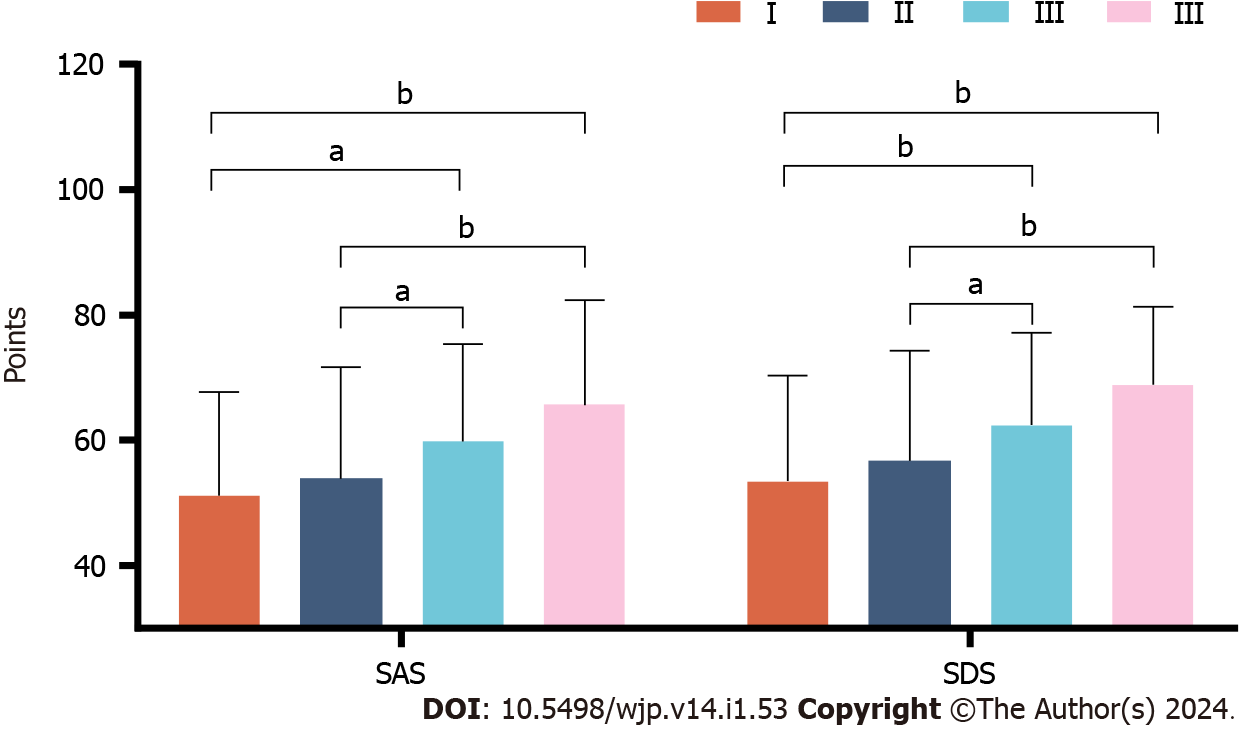 I II III III
120
b b
a b
100
b b
a a
80
Points
60
40
SAS SDS
DOI: 10.5498/wjp.v14.i1.53 Copyright ©The Author(s) 2024.